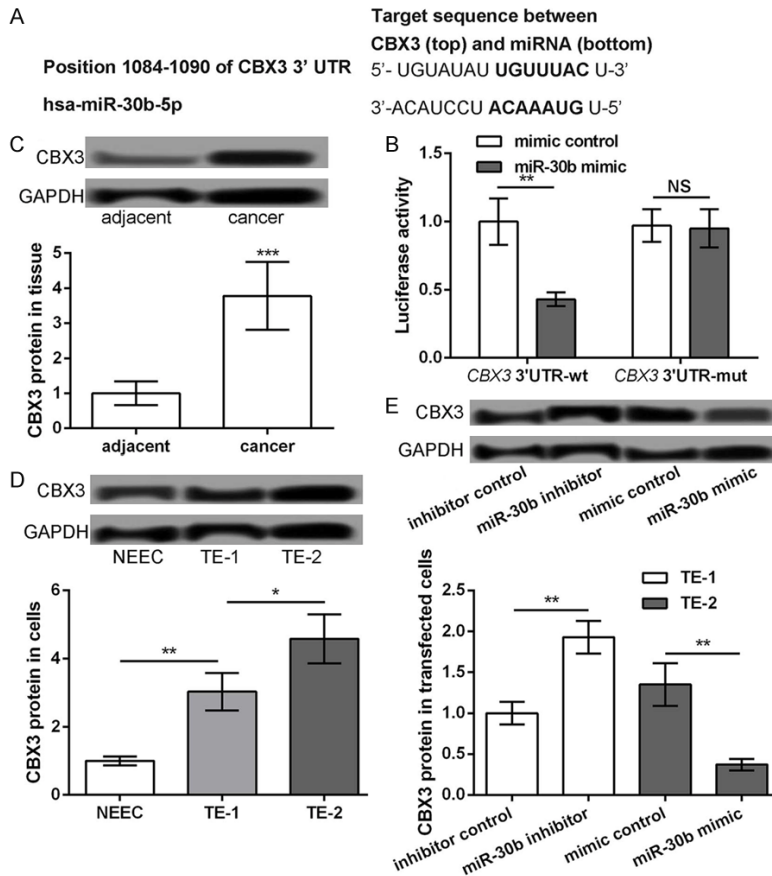 A
Target sequence between
CBX3 (top) and miRNA (bottom)
Position 1084-1090 of CBX3 3' UTR
5'- UGUAUAU UGUUUAC U-3'
hsa-miR-30b-5p
3'-ACAUCCU ACAAAUG U-5'
C
CBX3
GAPDH
adjacent cancer
CBX3 protein in tissue
6
5
4
3
2
1
0
***
adjacent cancer
B
mimic control
miR-30b mimic
Luciferase activity
1.5
1.0
0.5
0.0
**
NS
CBX3 3'UTR-wt CBX3 3'UTR-mut
D
CBX3
GAPDH
NEEC TE-1 TE-2
CBX3 protein in cells
6
4
2
0
**
*
NEEC TE-1 TE-2
E
CBX3
GAPDH
inhibitor control
miR-30b inhibitor
mimic control
miR-30b mimic
TE-1
TE-2
CBX3 protein in transfected cells
2.5
2.0
1.5
1.0
0.5
0.0
**
**
inhibitor control
miR-30b inhibitor
mimic control
miR-30b mimic